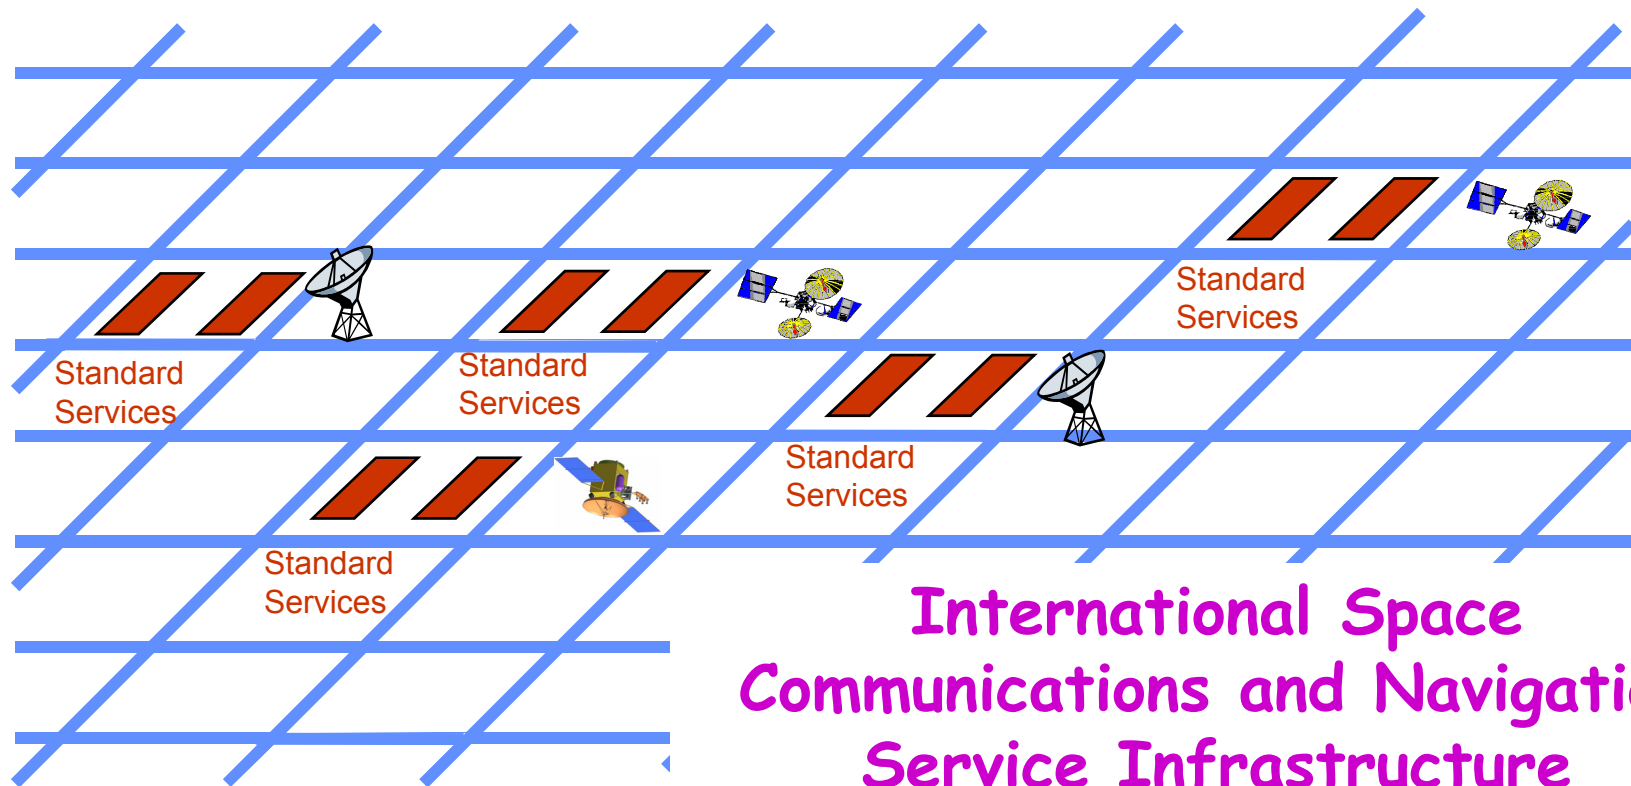 Standard
Services
Standard
Services
Standard
Services
Standard
Services
Standard
Services
International Space
Communications and Navigati
Service Infrastructure